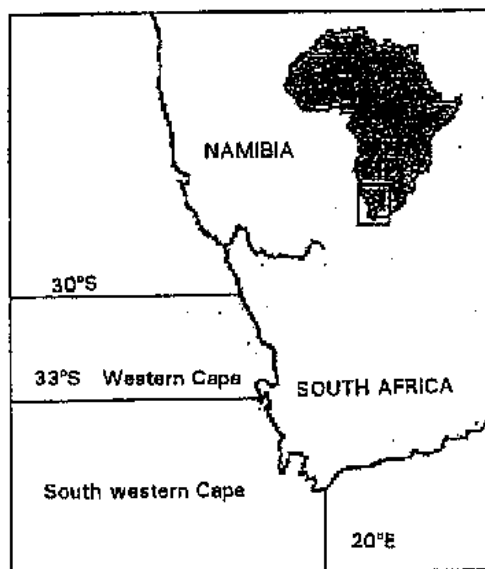 NAMIBIA
30°S
33°S Western Cape
SOUTH AFRICA
South western Cape
20°E